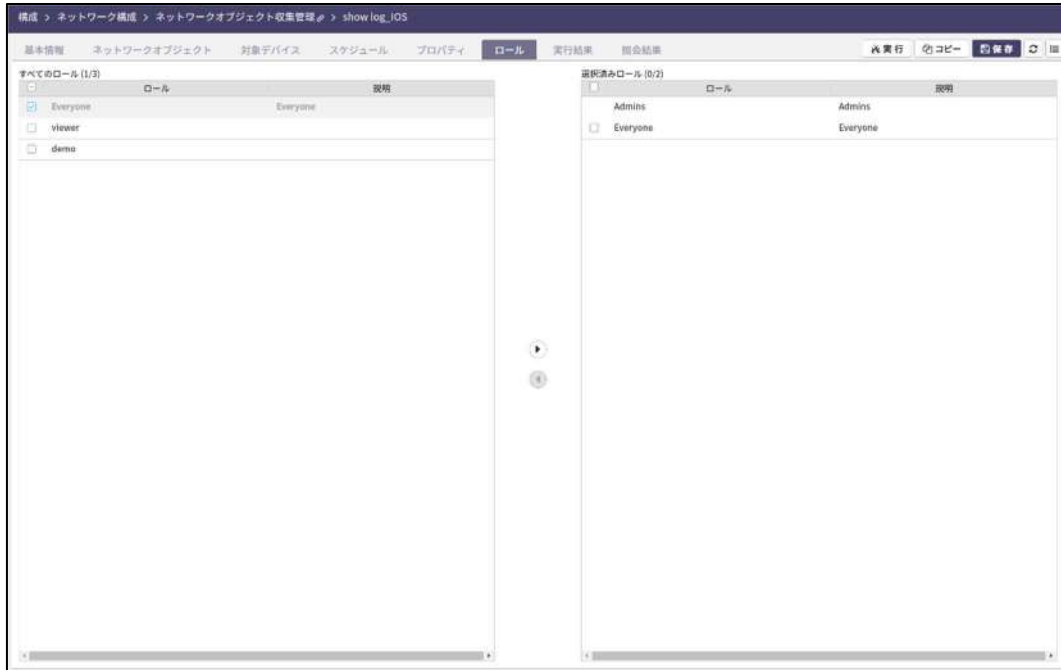 構成 > ネットワーク構成 > ネットワークオブジェクト収集管理 > show log_IOS
基本情報 ネットワークオブジェクト 対象デバイス スケジュール プロパティ ロール 実行結果 照会結果 実行 コピー 保存
すべてのロール (1/3) 選択済みロール (0/2)
ロール 説明 ロール 説明
Everyone Everyone Admins Admins
viewer Everyone Everyone
demo